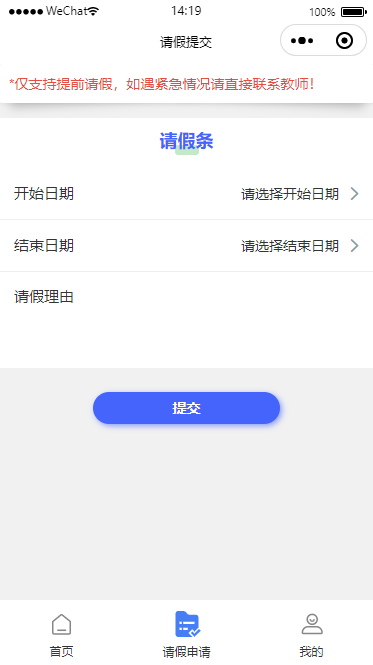 WeChat 14:19 100%
请假提交
*仅支持提前请假，如遇紧急情况请直接联系教师！
请假条
开始日期 请选择开始日期
结束日期 请选择结束日期
请假理由
提交
首页 请假申请 我的